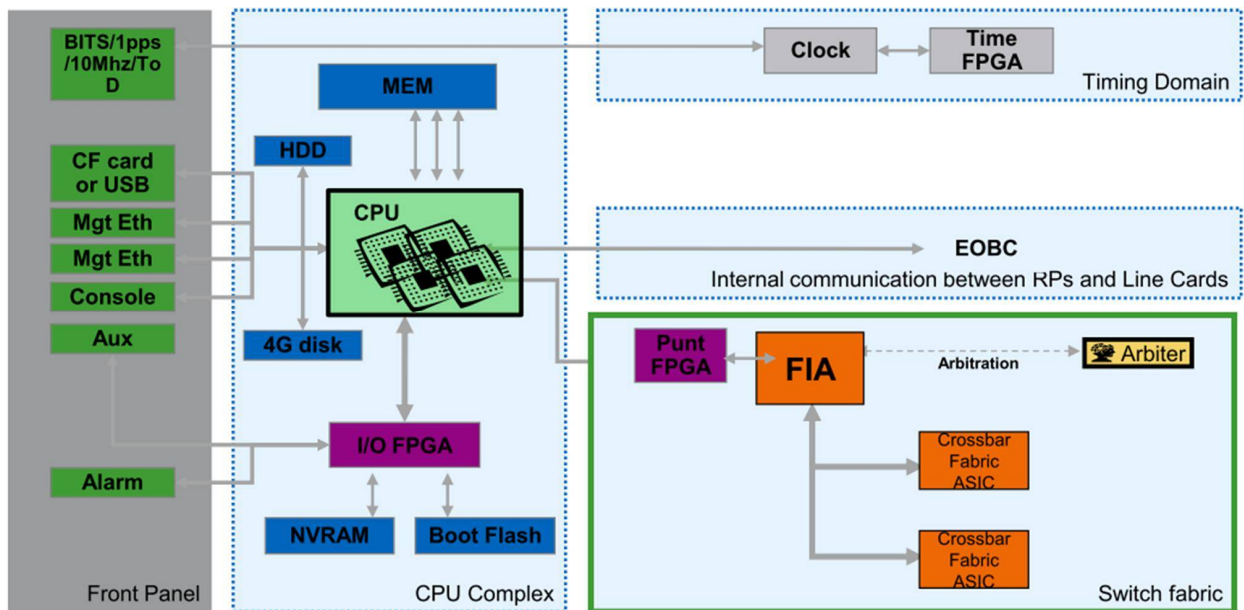 BITS/1pps
/10Mhz/To
D
CF card
or USB
Mgt Eth
Mgt Eth
Console
Aux
Alarm
Front Panel
MEM
HDD
CPU
4G disk
I/O FPGA
NVRAM
Boot Flash
CPU Complex
Clock
Time
FPGA
Timing Domain
EOBC
Internal communication between RPs and Line Cards
Punt
FPGA
FIA
Arbitration
Arbiter
Crossbar
Fabric
ASIC
Crossbar
Fabric
ASIC
Switch fabric